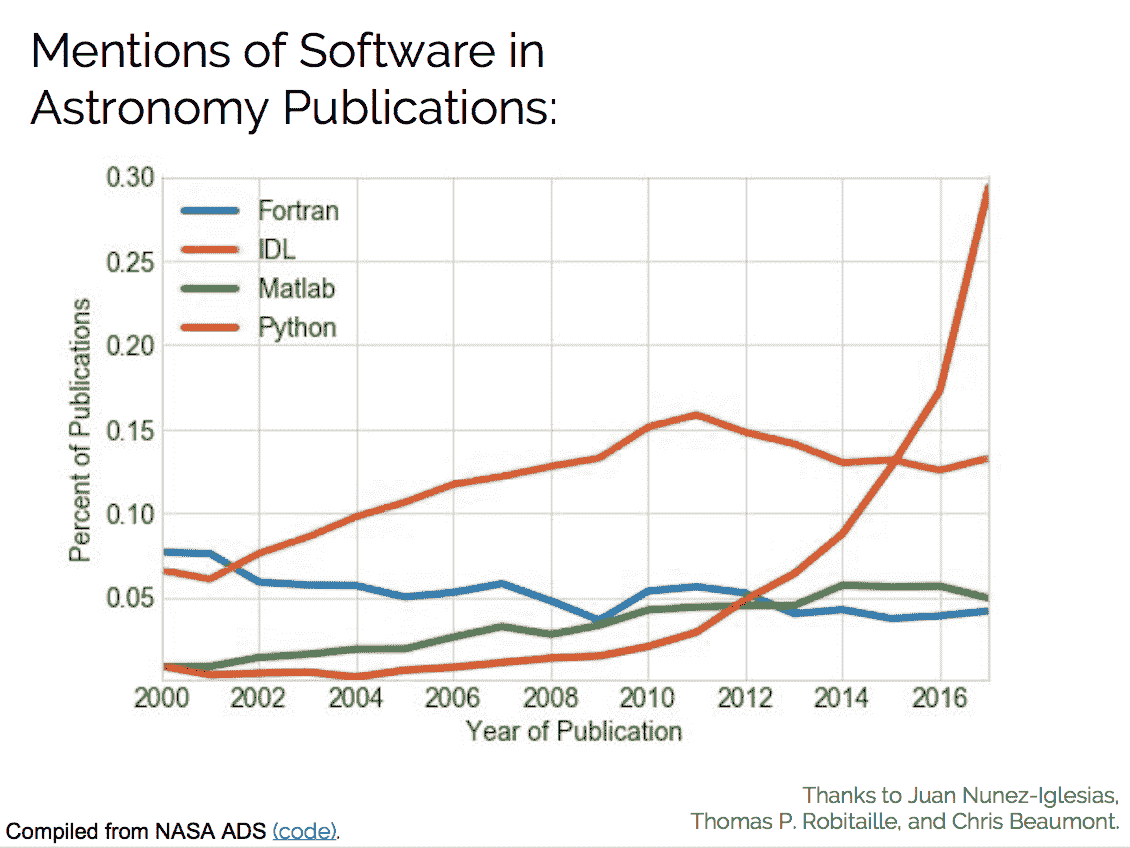 Mentions of Software in
Astronomy Publications:
0.30
0.25
0.20
0.15
0.10
0.05
Percent of Publications
Fortran
IDL
Matlab
Python
2000 2002 2004 2006 2008 2010 2012 2014 2016
Year of Publication
Thanks to Juan Nunez-Iglesias,
Thomas P. Robitaille, and Chris Beaumont.
Compiled from NASA ADS (code).